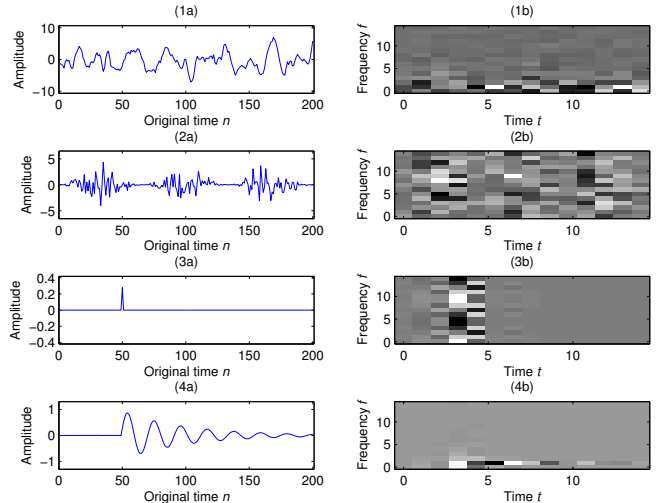 (1a)
Amplitude
10
0
−10
0 50 100 150 200
Original time n
(1b)
Frequency f
10
5
0
0 5 10
Time t
(2a)
Amplitude
5
0
−5
0 50 100 150 200
Original time n
(2b)
Frequency f
10
5
0
0 5 10
Time t
(3a)
Amplitude
0.4
0.2
0
−0.2
−0.4
0 50 100 150 200
Original time n
(3b)
Frequency f
10
5
0
0 5 10
Time t
(4a)
Amplitude
1
0
−1
0 50 100 150 200
Original time n
(4b)
Frequency f
10
5
0
0 5 10
Time t